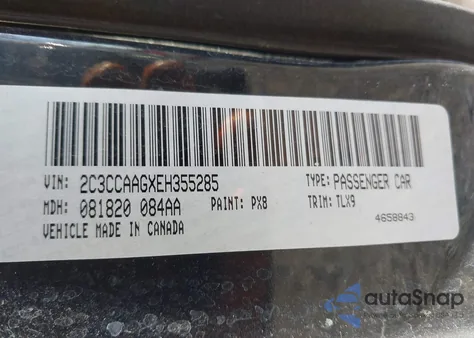 VIN: 2C3CCAAGXEH355285 TYPE: PASSENGER CAR
MDH: 081820 084AA PAINT: PX8 TRIM: TLX9
VEHICLE MADE IN CANADA 4658843
autoSnap